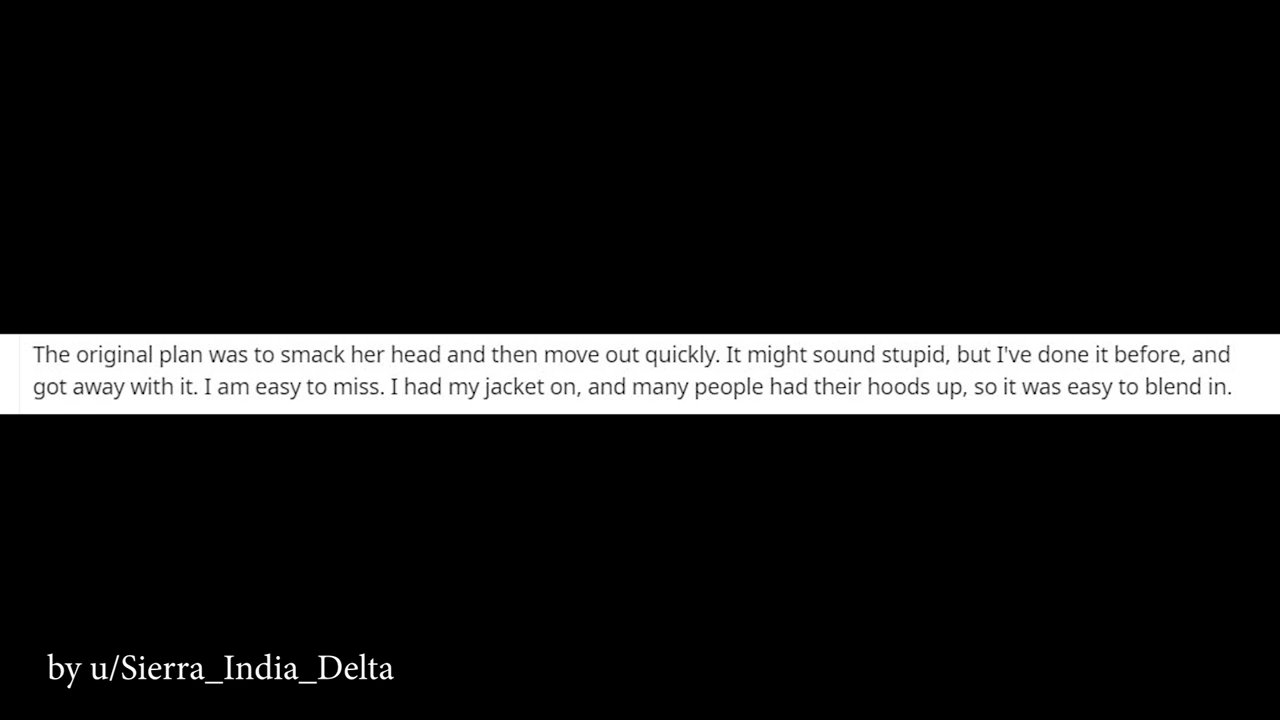 The original plan was to smack her head and then move out quickly. It might sound stupid, but I've done it before, and
got away with it. I am easy to miss. I had my jacket on, and many people had their hoods up, so it was easy to blend in.
by u/Sierra_India_Delta